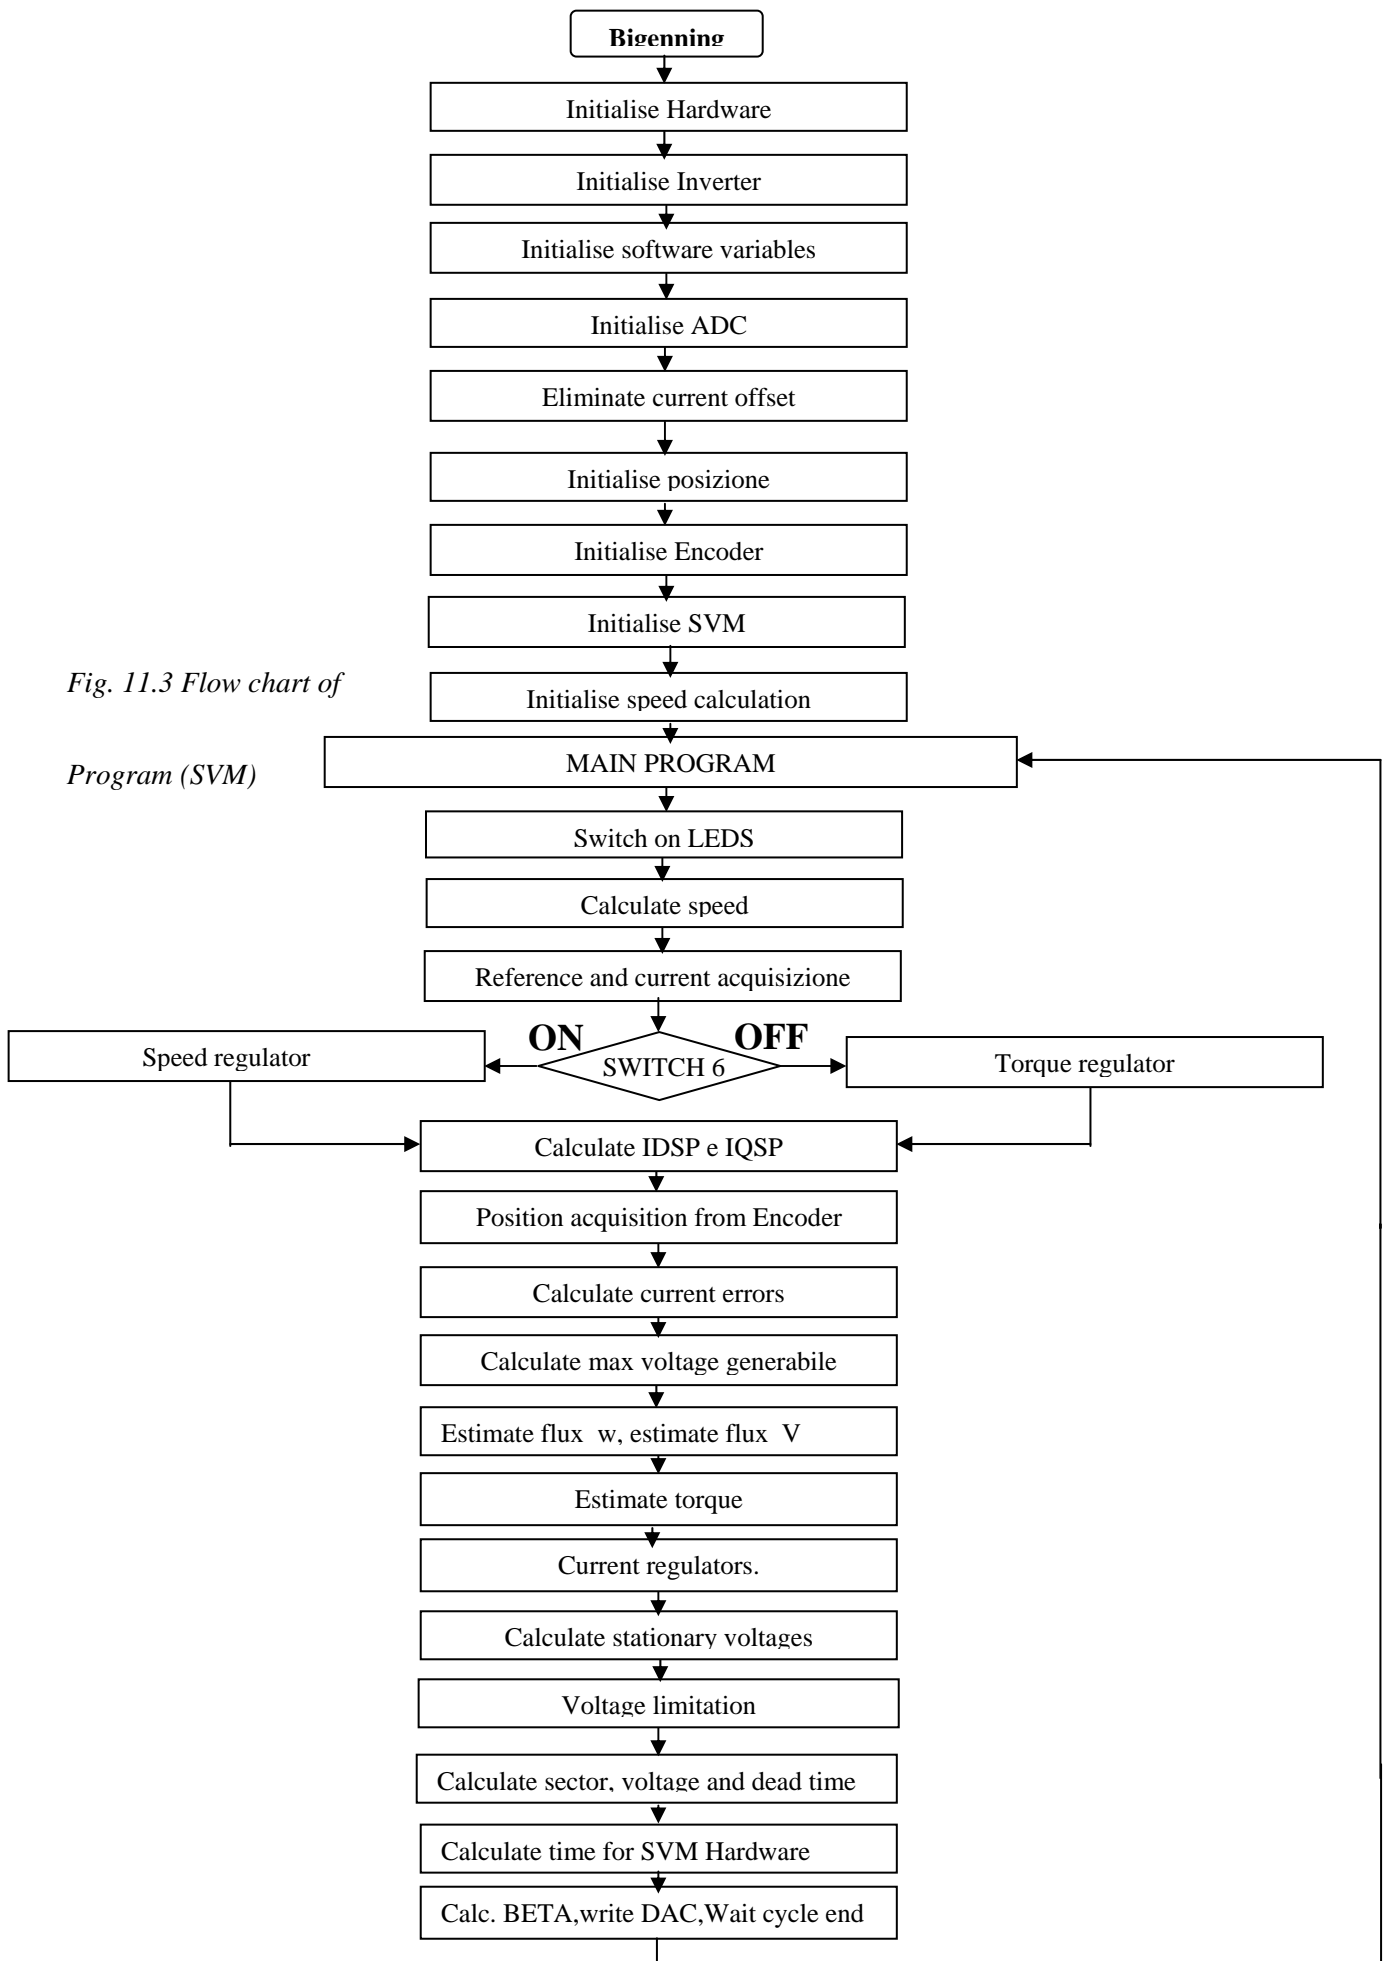 Bigenning
Initialise Hardware
Initialise Inverter
Initialise software variables
Initialise ADC
Eliminate current offset
Initialise posizione
Initialise Encoder
Initialise SVM
Fig. 11.3 Flow chart of
Initialise speed calculation
Program (SVM)
MAIN PROGRAM
Switch on LEDS
Calculate speed
Reference and current acquisizione
ON
OFF
Speed regulator
SWITCH 6
Torque regulator
Calculate IDSP e IQSP
Position acquisition from Encoder
Calculate current errors
Calculate max voltage generabile
Estimate flux w, estimate flux V
Estimate torque
Current regulators.
Calculate stationary voltages
Voltage limitation
Calculate sector, voltage and dead time
Calculate time for SVM Hardware
Calc. BETA,write DAC,Wait cycle end